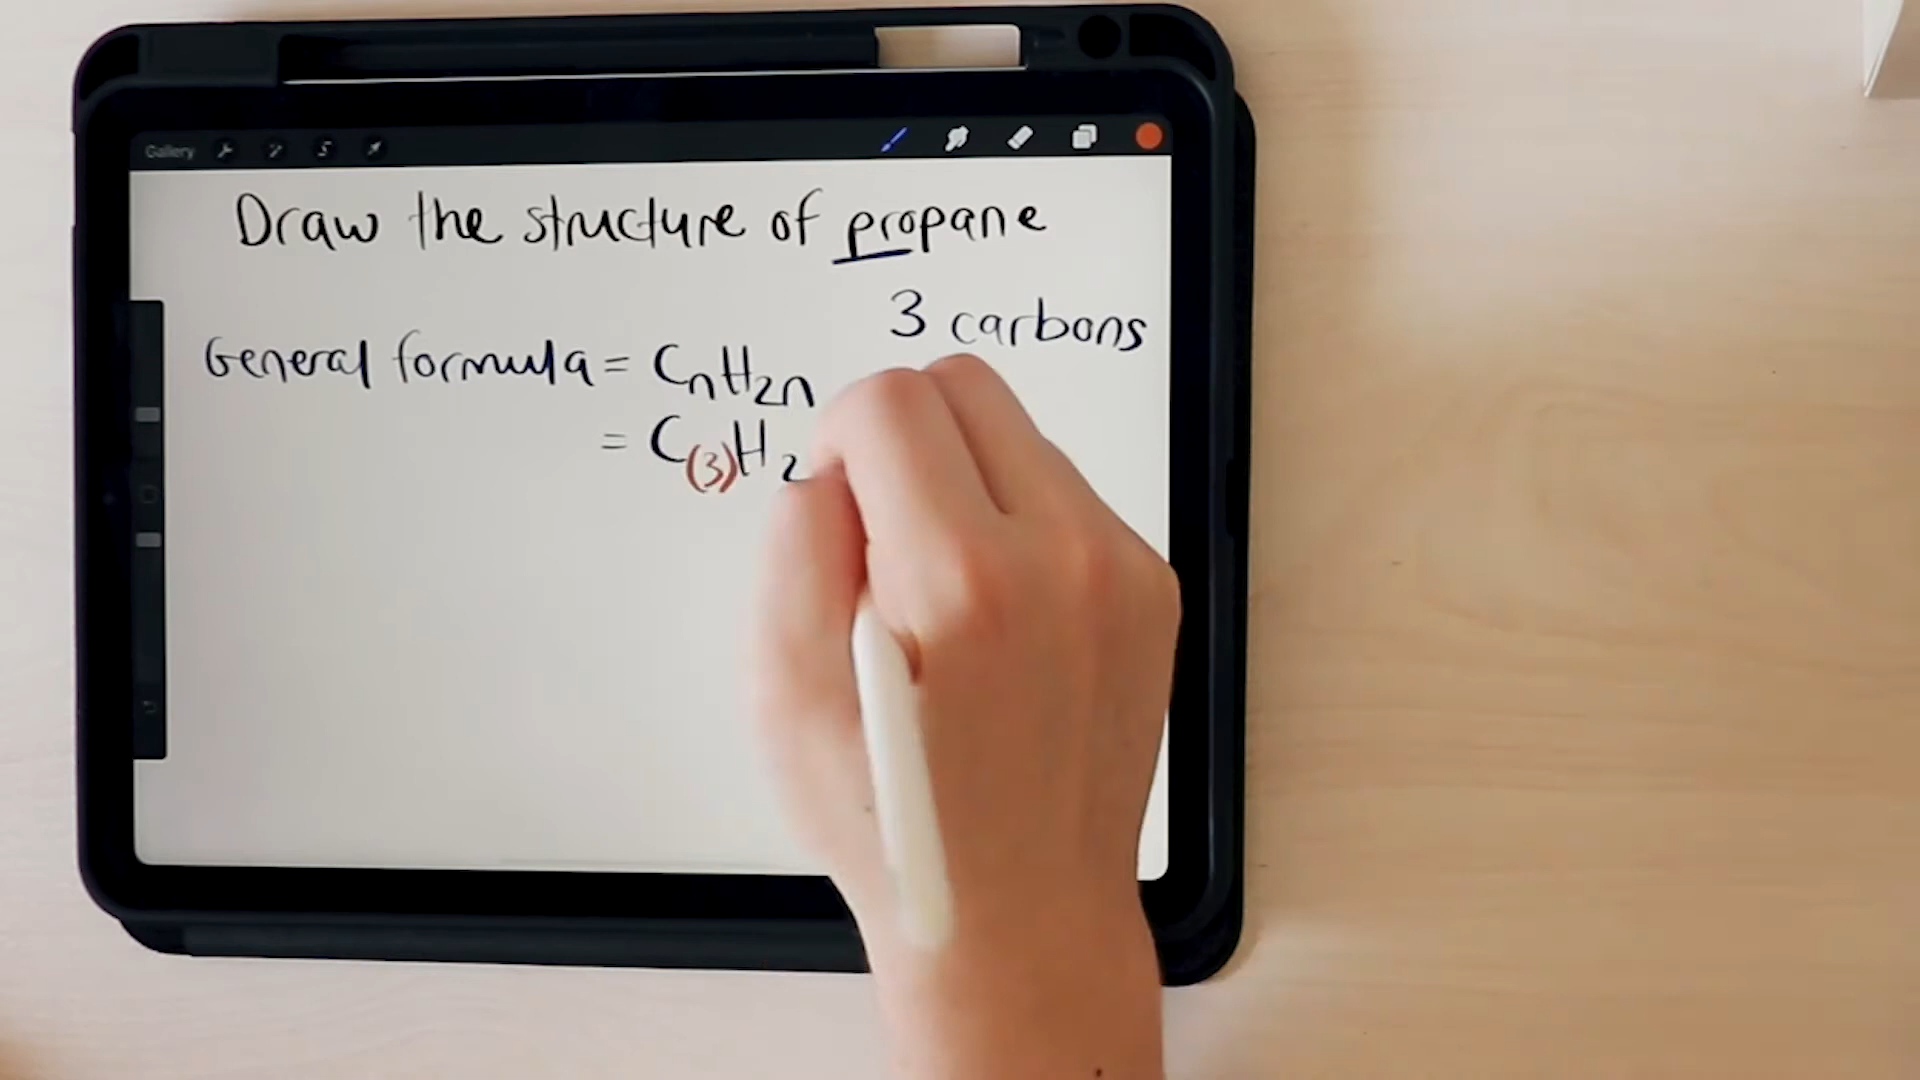 Gallery
Draw the structure of propane
3 carbons
General formula = CnH2n
= C(3)H2